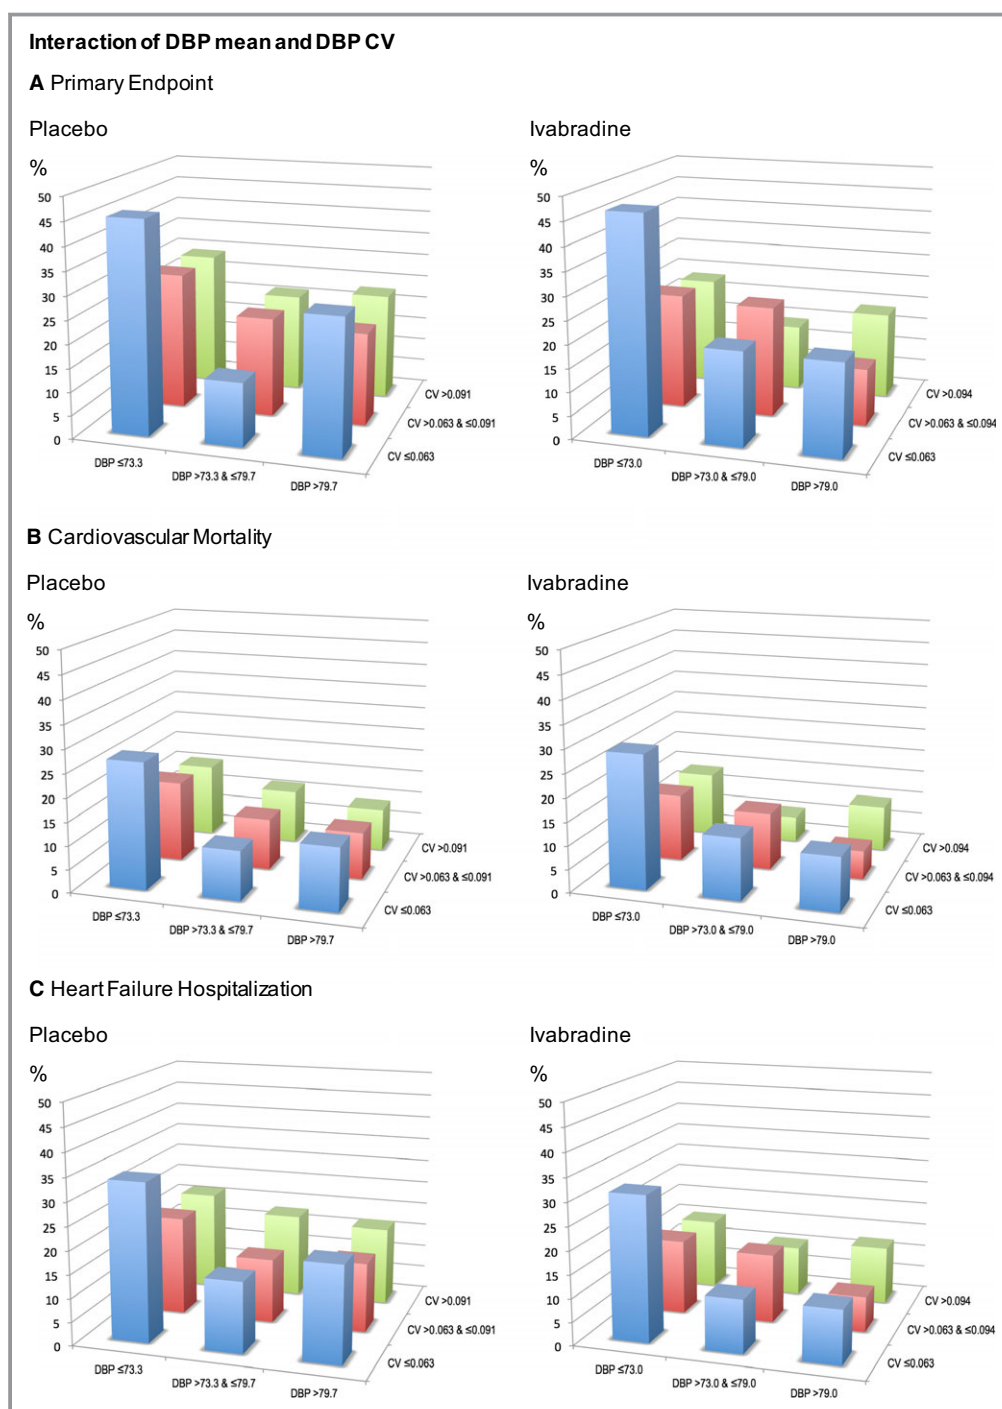 Interaction of DBP mean and DBP CV
A Primary Endpoint
Placebo
%
50
45
40
35
30
25
20
15
10
5
0
DBP ≤73.3
DBP >73.3 & ≤79.7
DBP >79.7
CV >0.091
CV >0.063 & ≤0.091
CV ≤0.063
Ivabradine
%
50
45
40
35
30
25
20
15
10
5
0
DBP ≤73.0
DBP >73.0 & ≤79.0
DBP >79.0
CV >0.094
CV >0.063 & ≤0.094
CV ≤0.063
B Cardiovascular Mortality
Placebo
%
50
45
40
35
30
25
20
15
10
5
0
DBP ≤73.3
DBP >73.3 & ≤79.7
DBP >79.7
CV >0.091
CV >0.063 & ≤0.091
CV ≤0.063
Ivabradine
%
50
45
40
35
30
25
20
15
10
5
0
DBP ≤73.0
DBP >73.0 & ≤79.0
DBP >79.0
CV >0.094
CV >0.063 & ≤0.094
CV ≤0.063
C Heart Failure Hospitalization
Placebo
%
50
45
40
35
30
25
20
15
10
5
0
DBP ≤73.3
DBP >73.3 & ≤79.7
DBP >79.7
CV >0.091
CV >0.063 & ≤0.091
CV ≤0.063
Ivabradine
%
50
45
40
35
30
25
20
15
10
5
0
DBP ≤73.0
DBP >73.0 & ≤79.0
DBP >79.0
CV >0.094
CV >0.063 & ≤0.094
CV ≤0.063